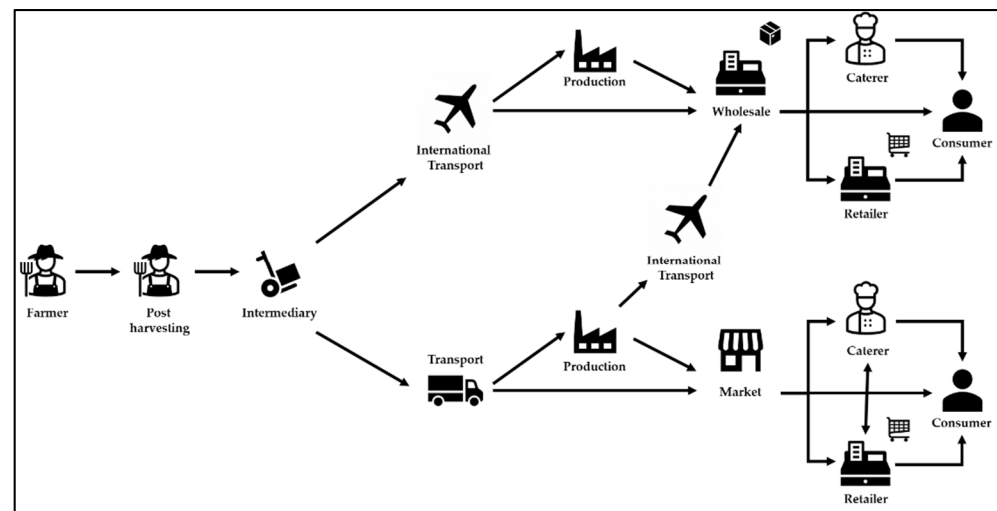 Production
Caterer
Wholesale
International
Transport
Consumer
Retailer
International
Transport
Farmer
Post
harvesting
Intermediary
Transport
Production
Caterer
Market
Consumer
Retailer